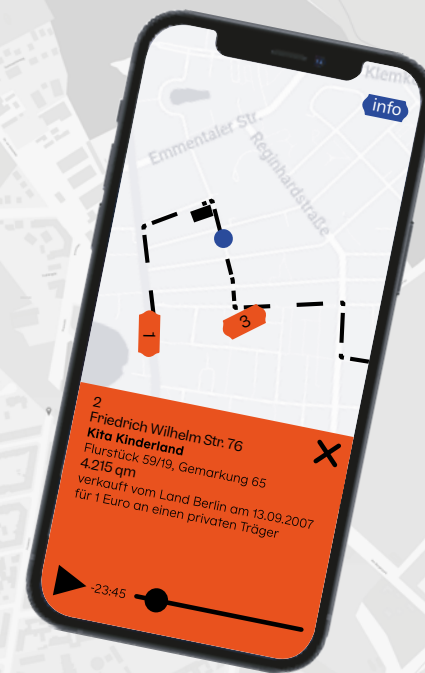 Klemk
info
Emmentaler Str.
Reginhardstraße
1
3
2
Friedrich Wilhelm Str. 76
Kita Kinderland
Flurstück 59/19, Gemarkung 65
4.215 qm
verkauft vom Land Berlin am 13.09.2007
für 1 Euro an einen privaten Träger
-23:45